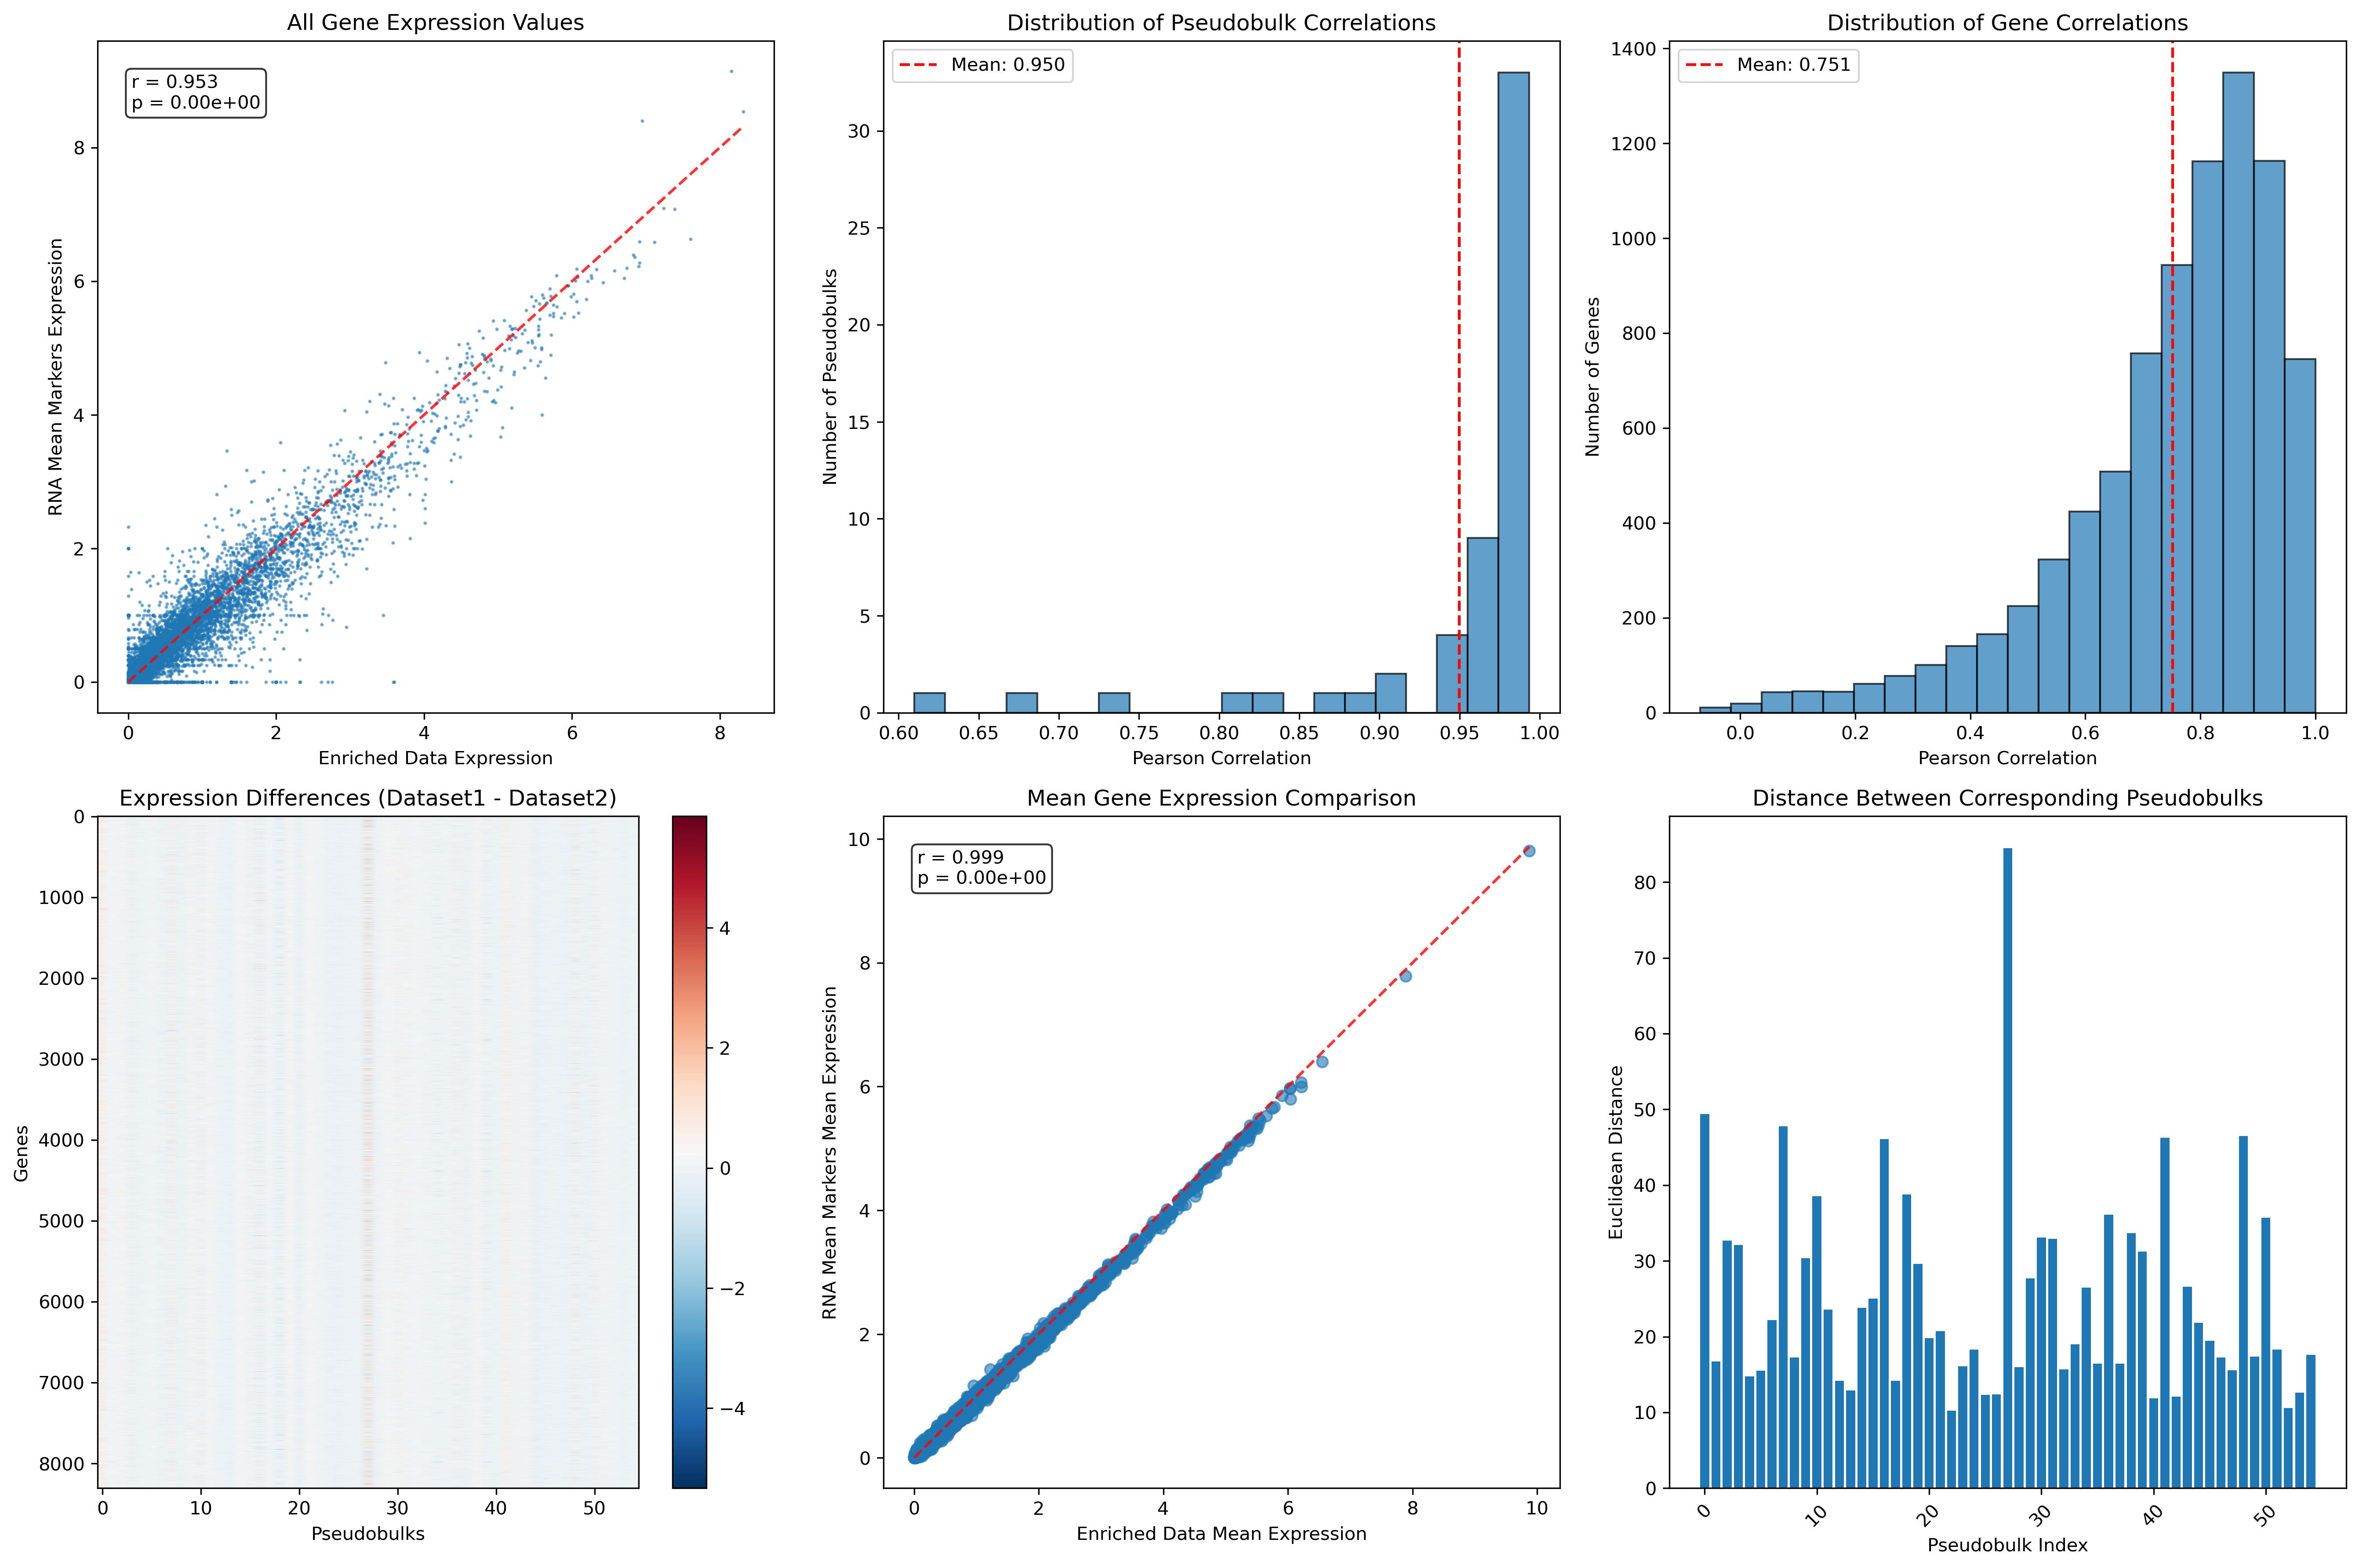 All Gene Expression Values
r = 0.953
p = 0.00e+00
8
6
4
2
0
RNA Mean Markers Expression
0 2 4 6 8
Enriched Data Expression
Distribution of Pseudobulk Correlations
Mean: 0.950
30
25
20
15
10
5
0
Number of Pseudobulks
0.60 0.65 0.70 0.75 0.80 0.85 0.90 0.95 1.00
Pearson Correlation
Distribution of Gene Correlations
Mean: 0.751
1400
1200
1000
800
600
400
200
0
Number of Genes
0.0 0.2 0.4 0.6 0.8 1.0
Pearson Correlation
Expression Differences (Dataset1 - Dataset2)
0
1000
2000
3000
4000
5000
6000
7000
8000
Genes
0 10 20 30 40 50
Pseudobulks
4
2
0
−2
−4
Mean Gene Expression Comparison
r = 0.999
p = 0.00e+00
10
8
6
4
2
0
RNA Mean Markers Mean Expression
0 2 4 6 8 10
Enriched Data Mean Expression
Distance Between Corresponding Pseudobulks
80
70
60
50
40
30
20
10
0
Euclidean Distance
0 10 20 30 40 50
Pseudobulk Index